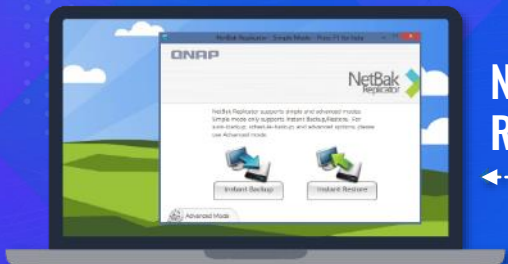 NetBak Replicator - Simple Mode - Press F1 for help
QNAP
NetBak
Replicator
NetBak Replicator supports simple and advanced modes.
Simple mode only supports Instant Backup/Restore. For
auto-backup, schedule-backup, and advanced options, please
use Advanced mode.
Instant Backup
Instant Restore
Advanced Mode
N
R